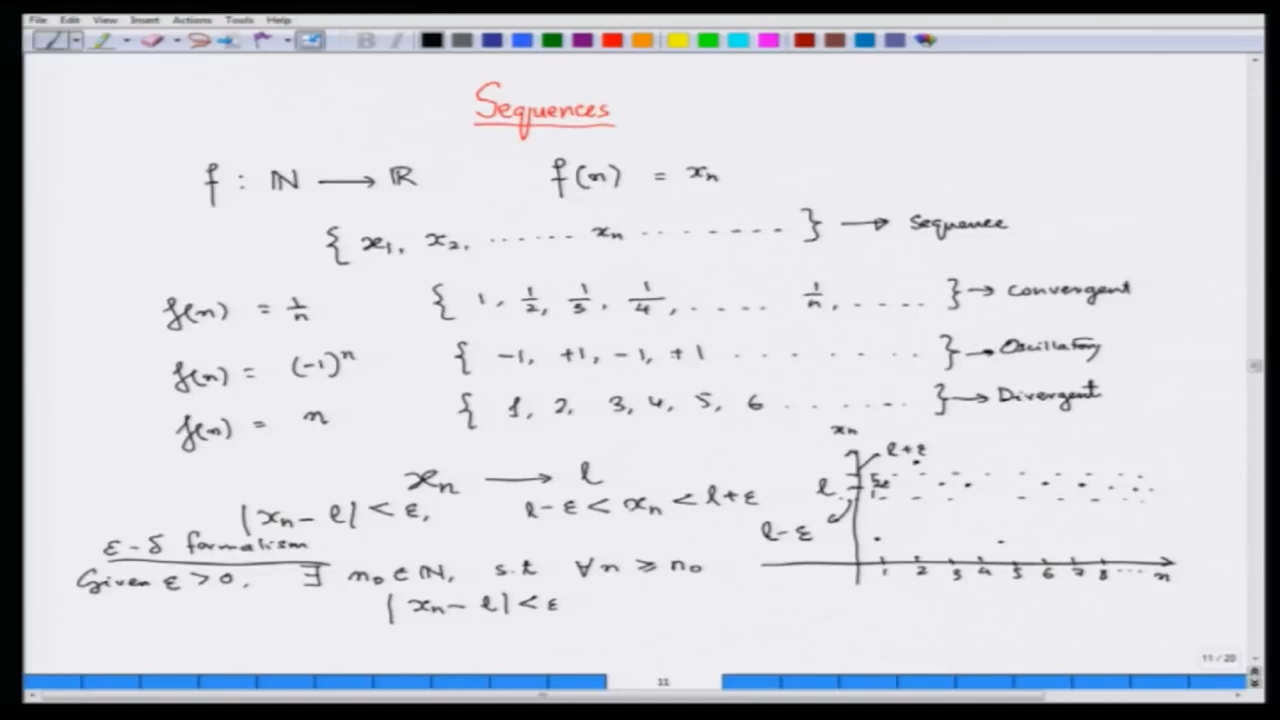 File Edit View Insert Actions Tools Help
Sequences
f : ℕ ⟶ ℝ f(n) = xₙ
{ x₁, x₂, ...... xₙ ......... } → Sequence
f(n) = 1/n { 1, 1/2, 1/3, 1/4, ..... 1/n, ..... } → Convergent
f(n) = (-1)ⁿ { -1, +1, -1, +1 ......... } → Oscillatory
f(n) = n { 1, 2, 3, 4, 5, 6 ....... } → Divergent
xₙ ⟶ l
|xₙ - l| < ε, l-ε < xₙ < l+ε
ε-δ formalism
Given ε > 0, ∃ n₀ ∈ ℕ, s.t ∀ n ≥ n₀
|xₙ - l| < ε
xₙ
l+ε
l
l-ε
1 2 3 4 5 6 7 8 ... n
11 / 20
11